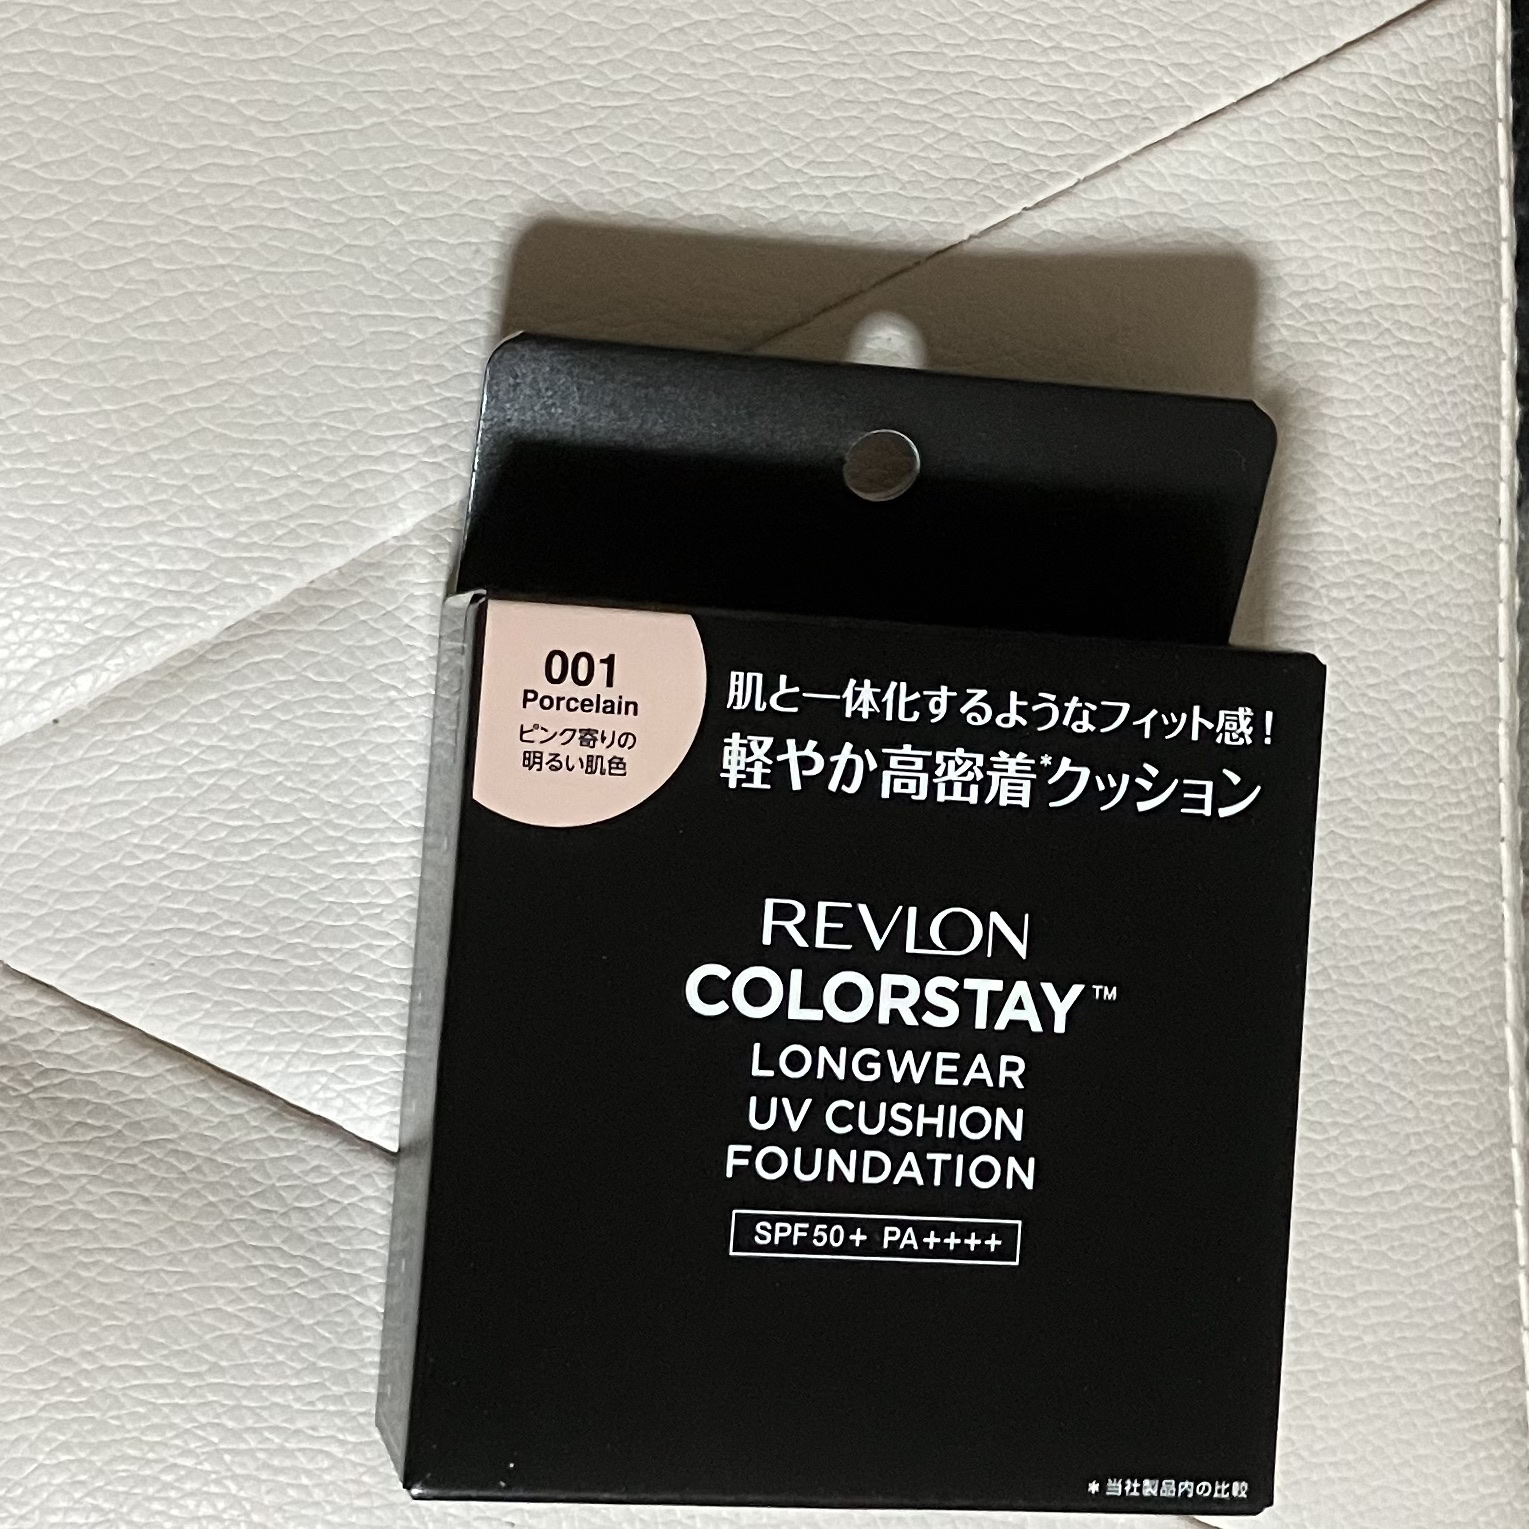 001
Porcelain
ピンク寄りの
明るい肌色
肌と一体化するようなフィット感！
軽やか高密着*クッション
REVLON
COLORSTAY™
LONGWEAR
UV CUSHION
FOUNDATION
SPF50+ PA++++
*当社製品内の比較